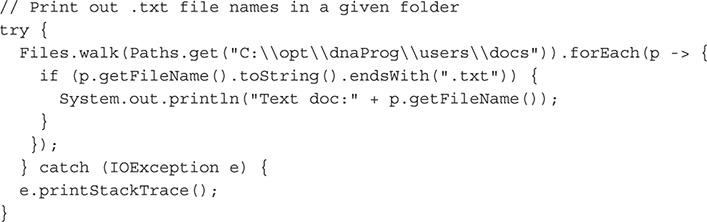 // Print out .txt file names in a given folder
try {
  Files.walk(Paths.get("C:\\opt\\dnaProg\\users\\docs")).forEach(p -> {
    if (p.getFileName().toString().endsWith(".txt")) {
      System.out.println("Text doc:" + p.getFileName());
    }
   });
  } catch (IOException e) {
  e.printStackTrace();
}